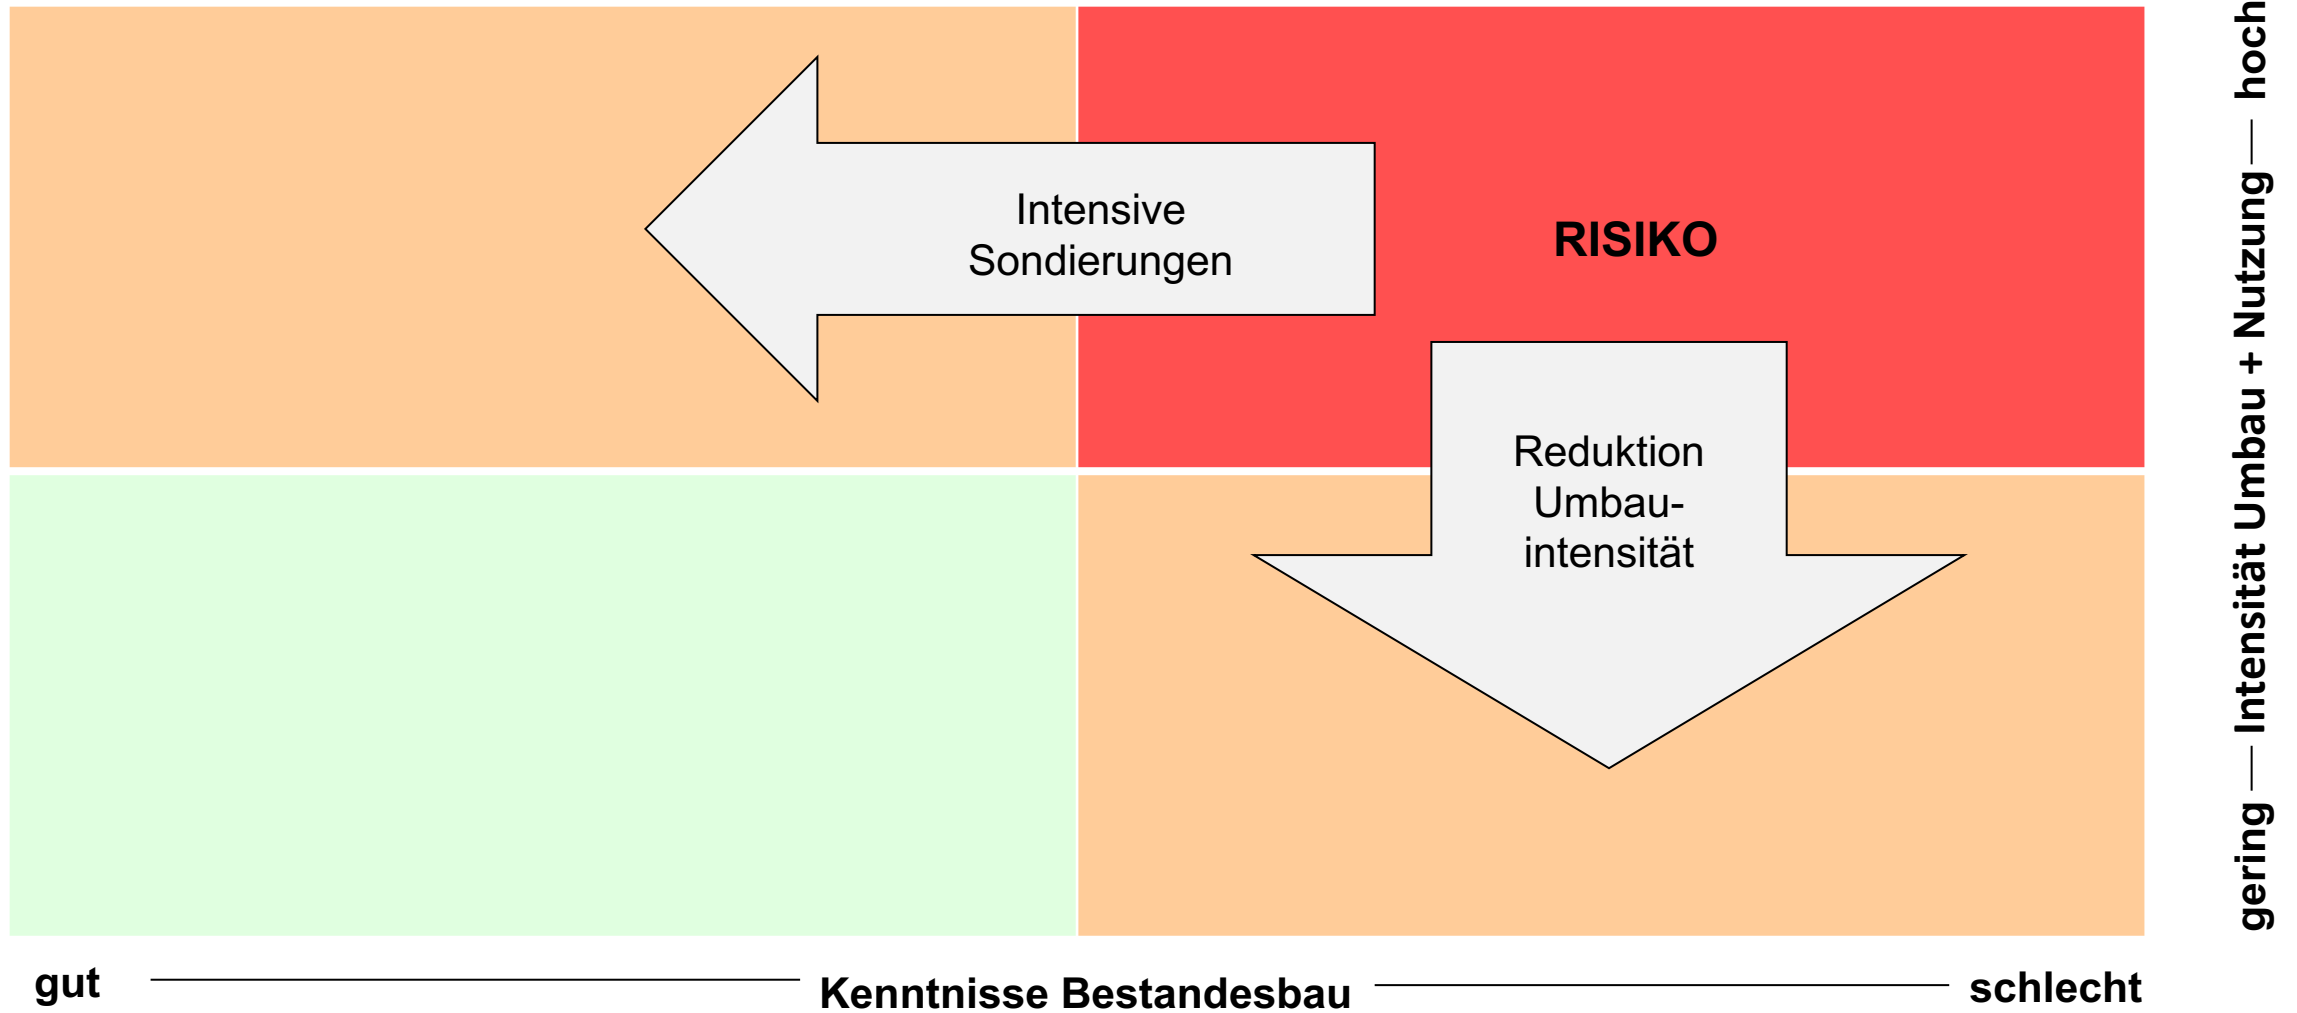 Intensive
Sondierungen
RISIKO
Reduktion
Umbau-
intensität
gering — Intensität Umbau + Nutzung — hoch
gut
Kenntnisse Bestandesbau
schlecht